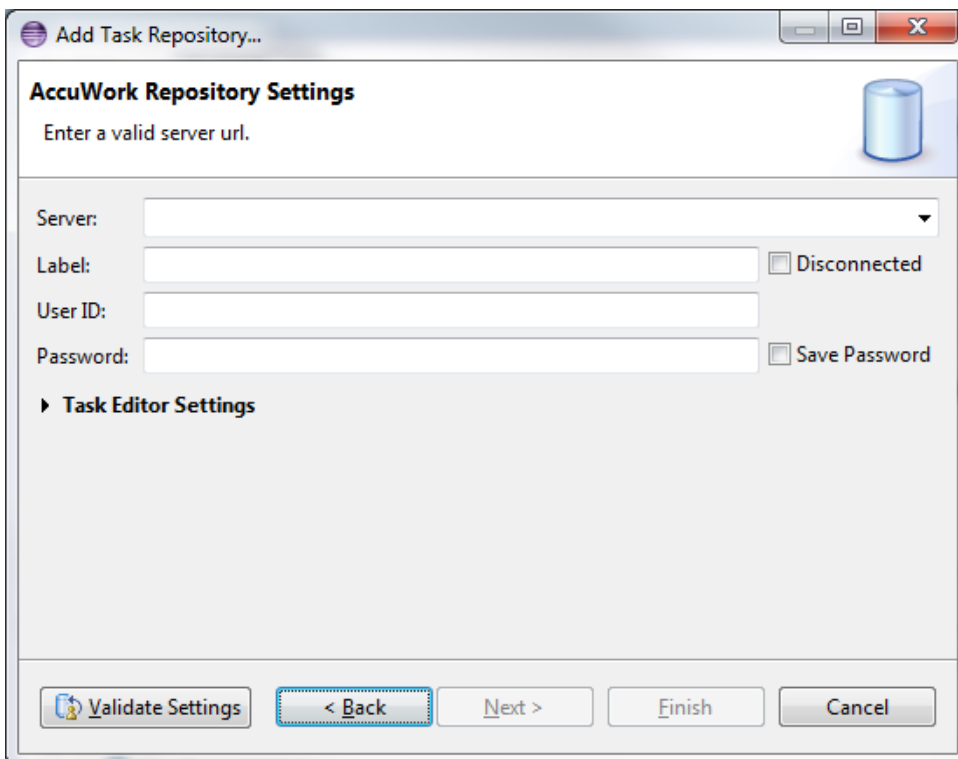 Add Task Repository...
AccuWork Repository Settings
Enter a valid server url.
Server:
Label:
Disconnected
User ID:
Password:
Save Password
Task Editor Settings
Validate Settings
< Back
Next >
Finish
Cancel